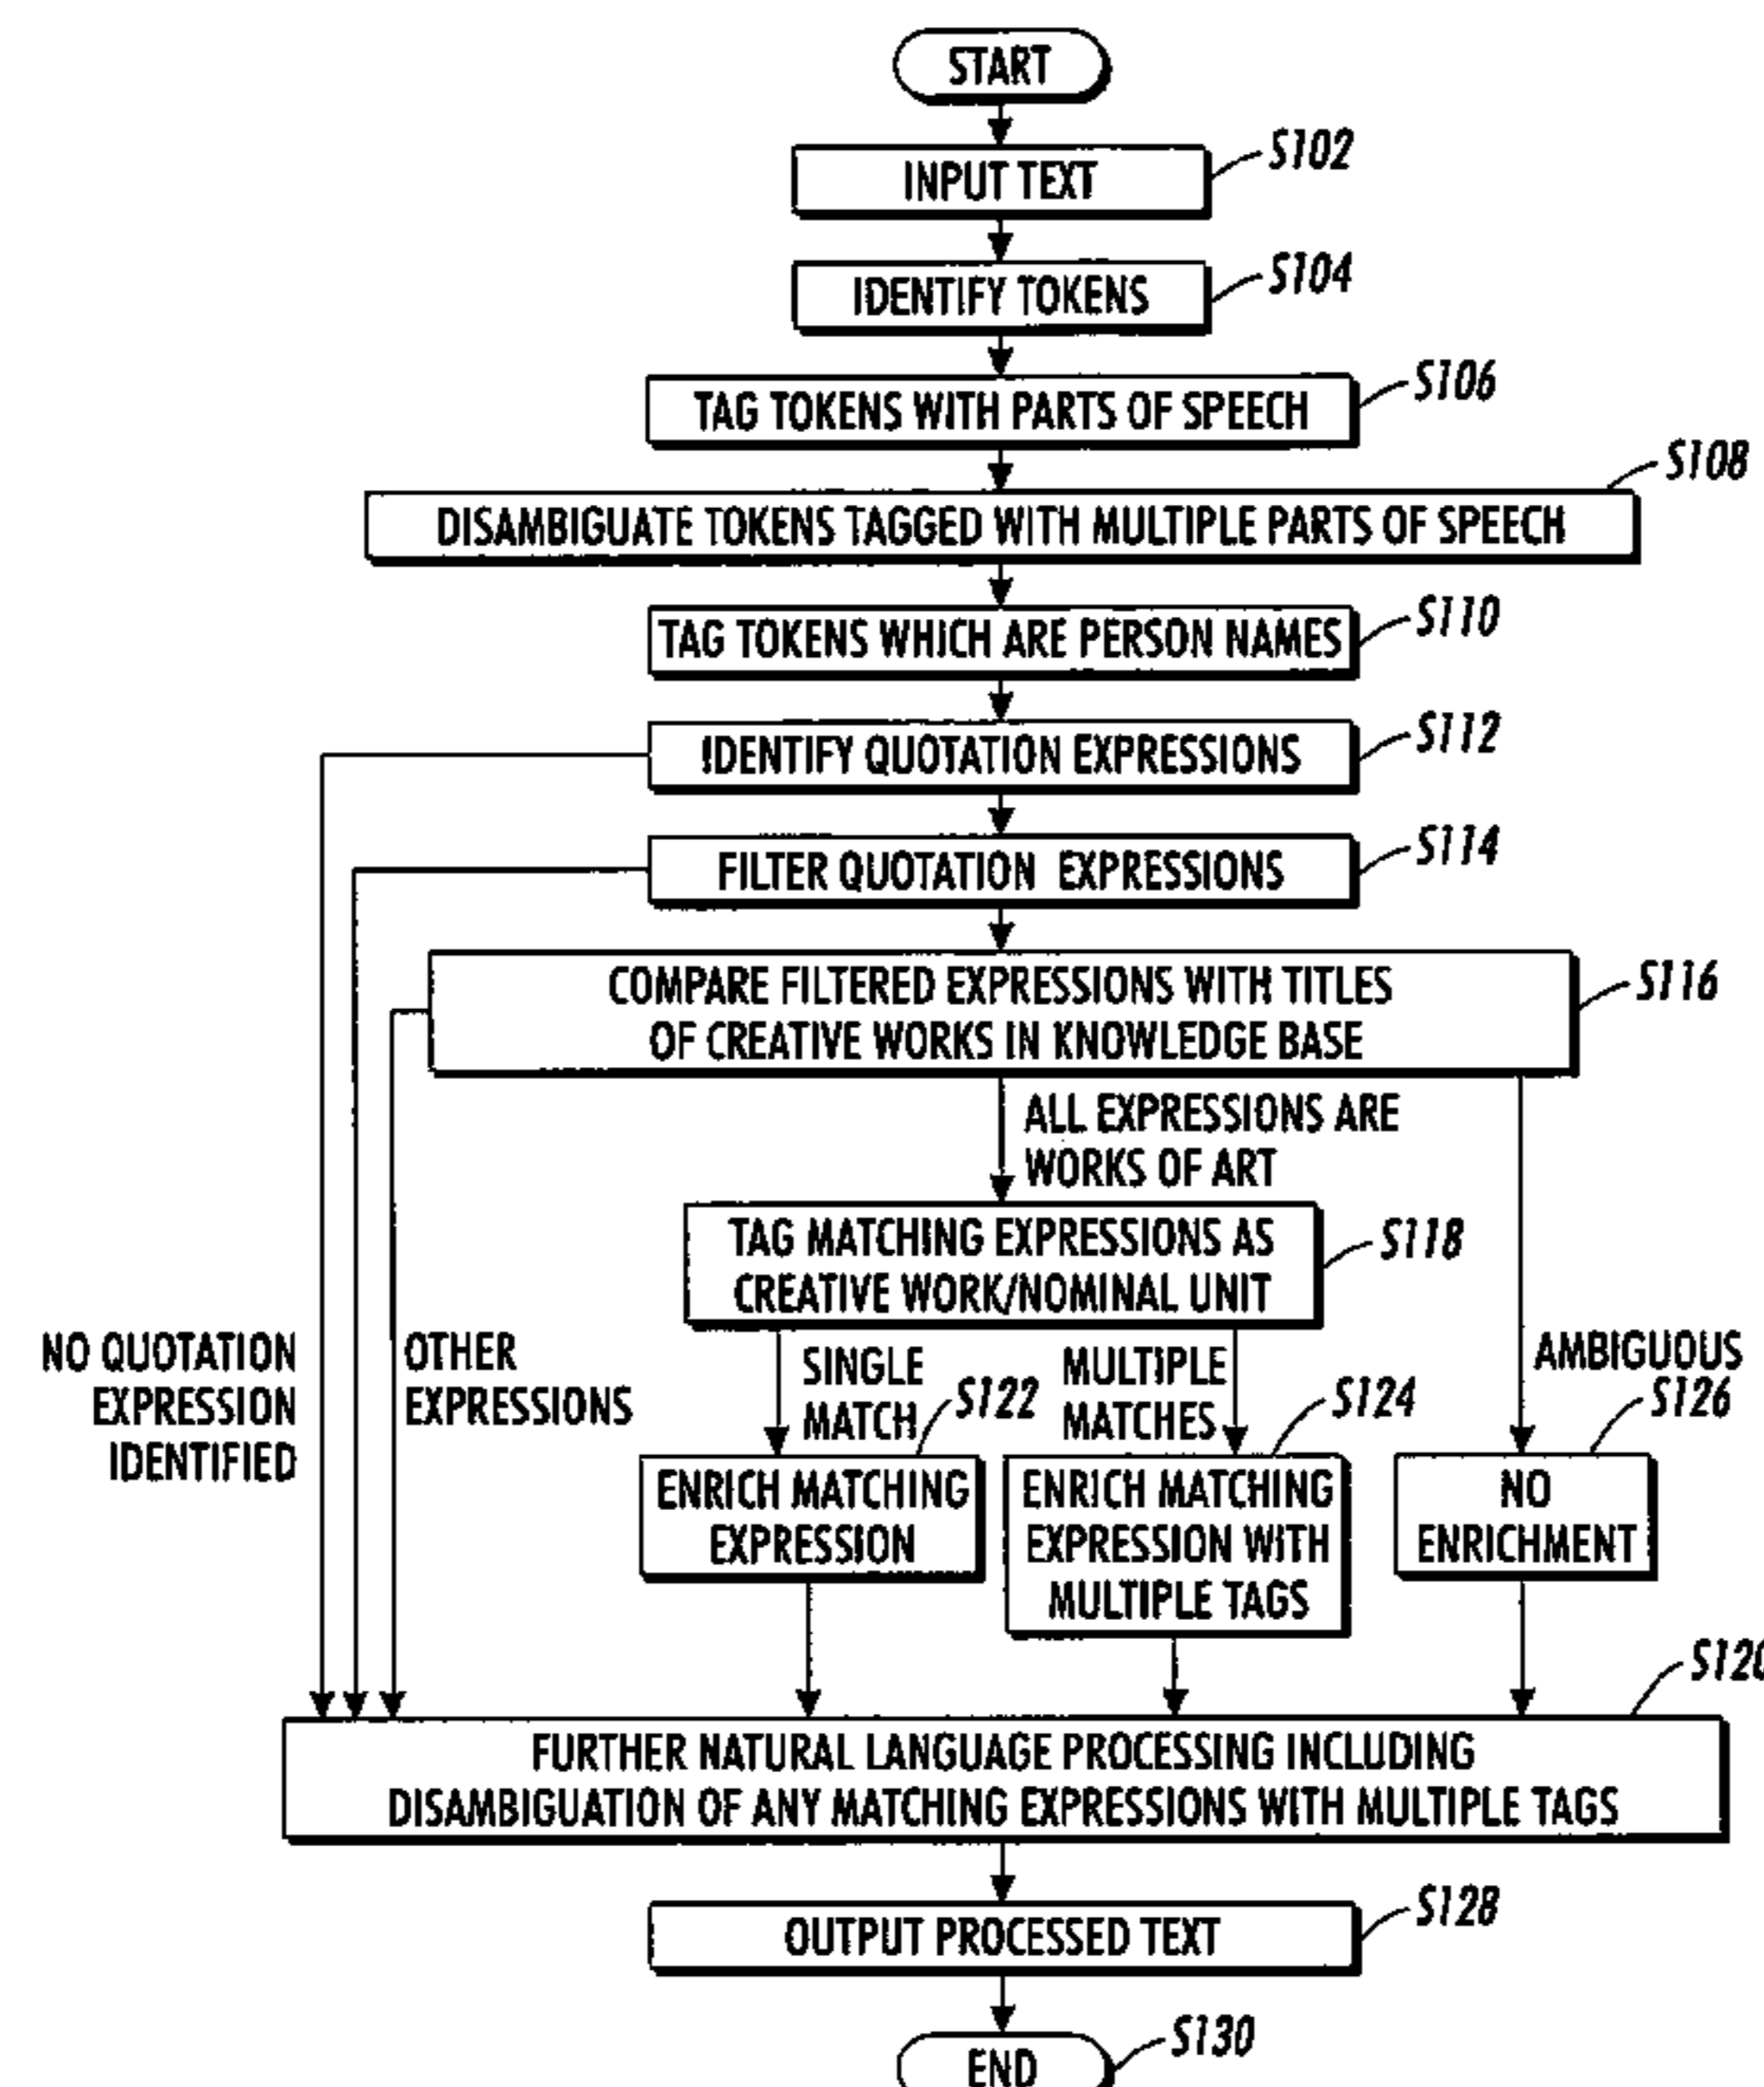 START
S102
INPUT TEXT
S104
IDENTIFY TOKENS
S106
TAG TOKENS WITH PARTS OF SPEECH
S108
DISAMBIGUATE TOKENS TAGGED WITH MULTIPLE PARTS OF SPEECH
S110
TAG TOKENS WHICH ARE PERSON NAMES
S112
IDENTIFY QUOTATION EXPRESSIONS
S114
FILTER QUOTATION EXPRESSIONS
S116
COMPARE FILTERED EXPRESSIONS WITH TITLES
OF CREATIVE WORKS IN KNOWLEDGE BASE
ALL EXPRESSIONS ARE
WORKS OF ART
S118
TAG MATCHING EXPRESSIONS AS
CREATIVE WORK/NOMINAL UNIT
NO QUOTATION
EXPRESSION
IDENTIFIED
OTHER
EXPRESSIONS
SINGLE
MATCH
S122
MULTIPLE
MATCHES
S124
AMBIGUOUS
S126
ENRICH MATCHING
EXPRESSION
ENRICH MATCHING
EXPRESSION WITH
MULTIPLE TAGS
NO
ENRICHMENT
S120
FURTHER NATURAL LANGUAGE PROCESSING INCLUDING
DISAMBIGUATION OF ANY MATCHING EXPRESSIONS WITH MULTIPLE TAGS
S128
OUTPUT PROCESSED TEXT
S130
END